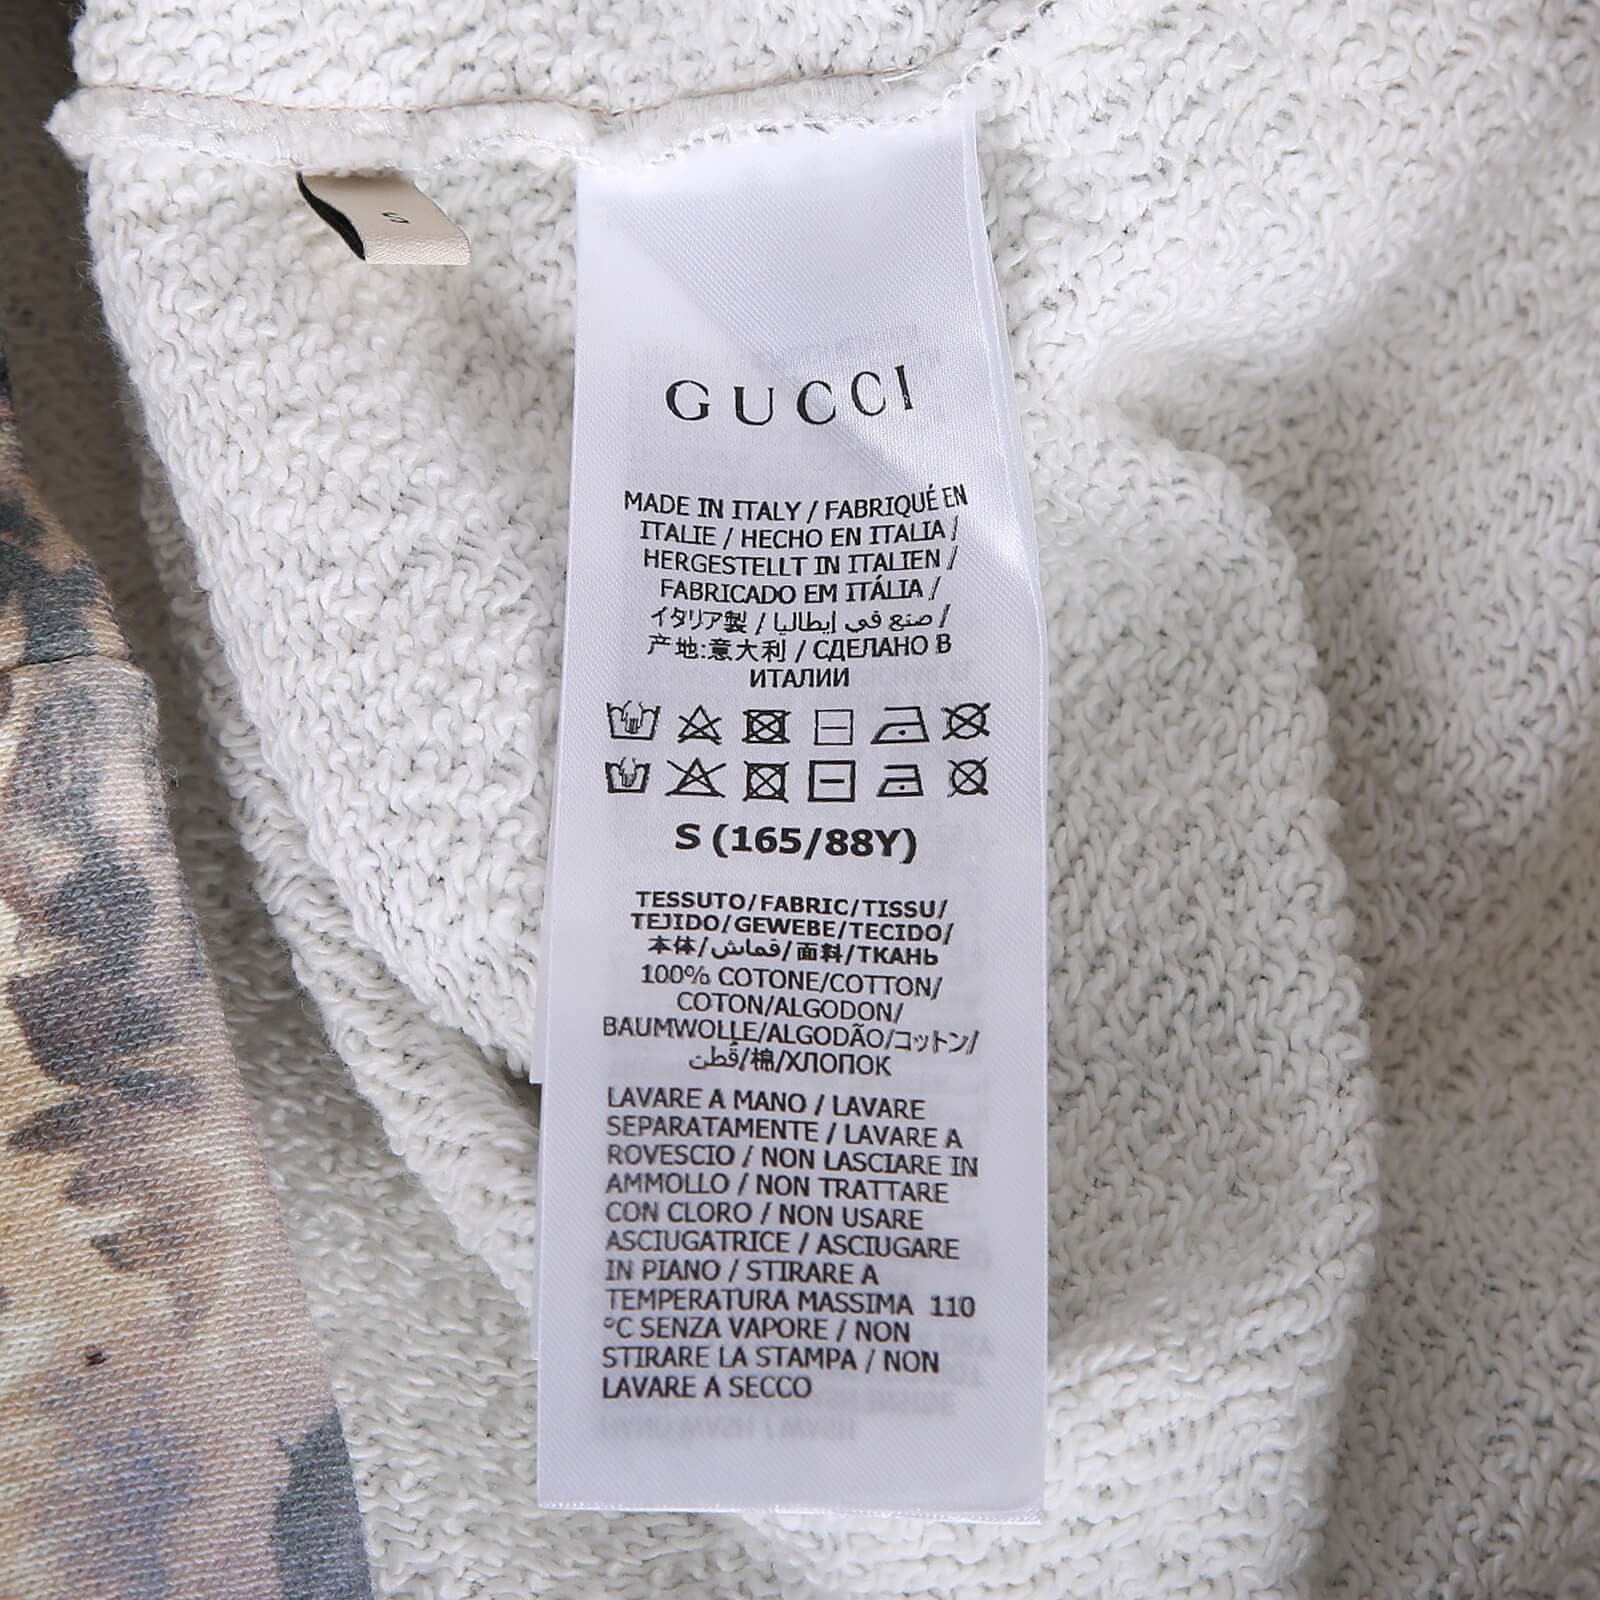 S
GUCCI
MADE IN ITALY / FABRIQUÉ EN
ITALIE / HECHO EN ITALIA /
HERGESTELLT IN ITALIEN /
FABRICADO EM ITÁLIA /
イタリア製 / صنع في إيطاليا /
产地:意大利 / СДЕЛАНО В
ИТАЛИИ
S (165/88Y)
TESSUTO/FABRIC/TISSU/
TEJIDO/GEWEBE/TECIDO/
本体/قماش/面料/ТКАНЬ
100% COTONE/COTTON/
COTON/ALGODON/
BAUMWOLLE/ALGODÃO/コットン/
قطن/棉/ХЛОПОК
LAVARE A MANO / LAVARE
SEPARATAMENTE / LAVARE A
ROVESCIO / NON LASCIARE IN
AMMOLLO / NON TRATTARE
CON CLORO / NON USARE
ASCIUGATRICE / ASCIUGARE
IN PIANO / STIRARE A
TEMPERATURA MASSIMA 110
°C SENZA VAPORE / NON
STIRARE LA STAMPA / NON
LAVARE A SECCO